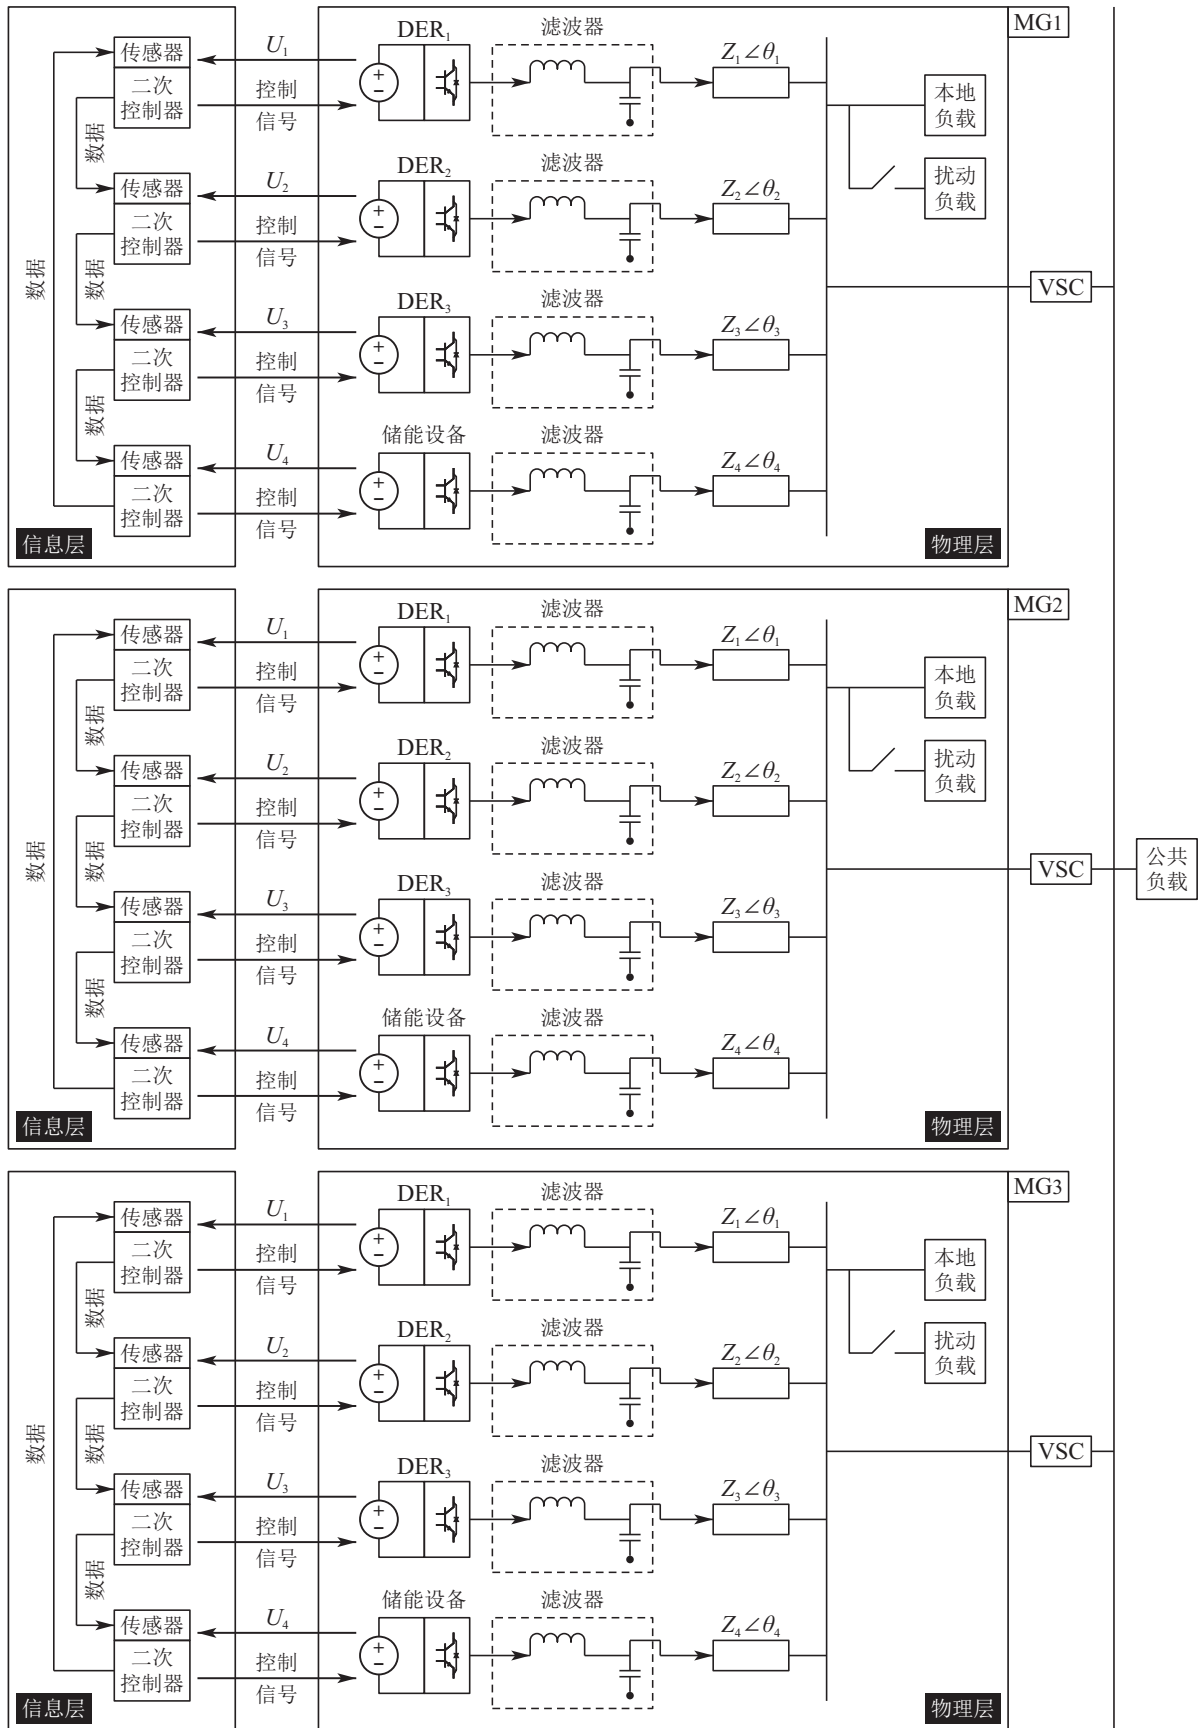 MG1
DER₁
滤波器
传感器
U₁
Z₁∠θ₁
二次
控制器
控制
信号
本地
负载
数据
DER₂
滤波器
扰动
负载
传感器
U₂
Z₂∠θ₂
二次
控制器
控制
信号
数据
数据
VSC
DER₃
滤波器
传感器
U₃
Z₃∠θ₃
二次
控制器
控制
信号
数据
储能设备
滤波器
传感器
U₄
Z₄∠θ₄
二次
控制器
控制
信号
信息层
物理层
MG2
DER₁
滤波器
传感器
U₁
Z₁∠θ₁
二次
控制器
控制
信号
本地
负载
数据
DER₂
滤波器
扰动
负载
传感器
U₂
Z₂∠θ₂
二次
控制器
控制
信号
数据
数据
VSC
公共
负载
DER₃
滤波器
传感器
U₃
Z₃∠θ₃
二次
控制器
控制
信号
数据
储能设备
滤波器
传感器
U₄
Z₄∠θ₄
二次
控制器
控制
信号
信息层
物理层
MG3
DER₁
滤波器
传感器
U₁
Z₁∠θ₁
二次
控制器
控制
信号
本地
负载
数据
DER₂
滤波器
扰动
负载
传感器
U₂
Z₂∠θ₂
二次
控制器
控制
信号
数据
数据
VSC
DER₃
滤波器
传感器
U₃
Z₃∠θ₃
二次
控制器
控制
信号
数据
储能设备
滤波器
传感器
U₄
Z₄∠θ₄
二次
控制器
控制
信号
信息层
物理层